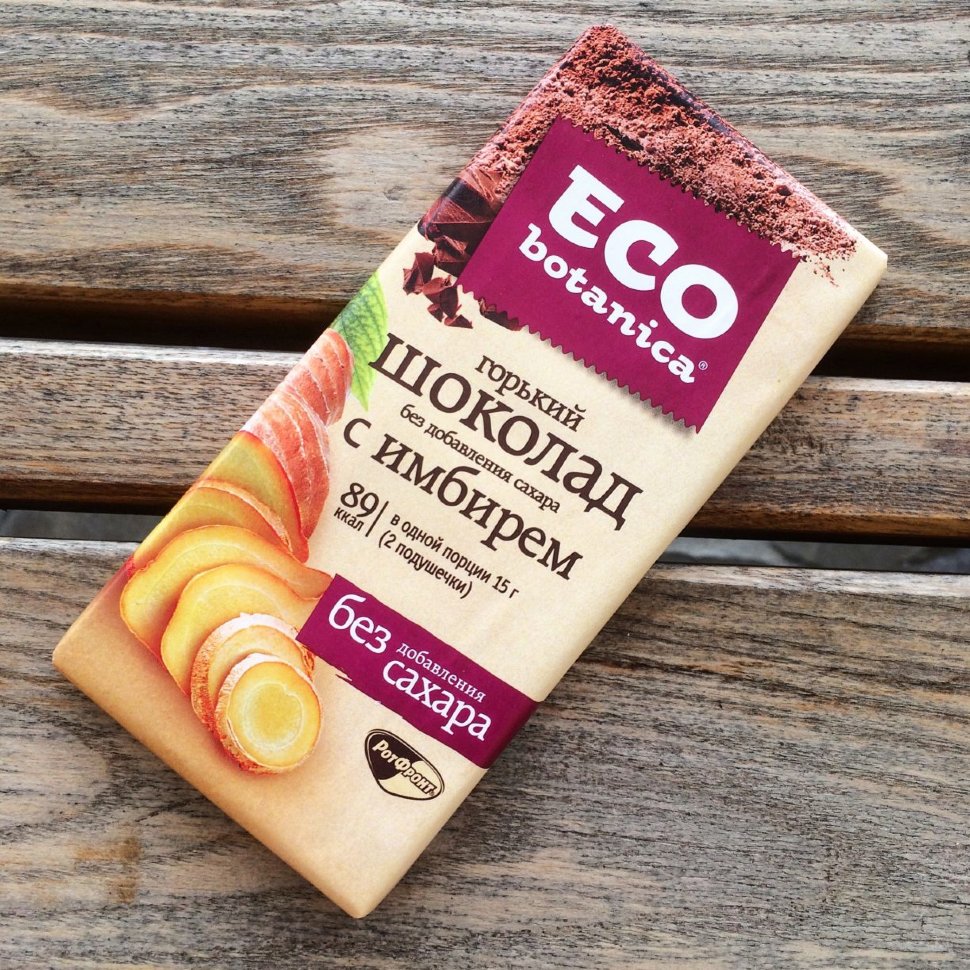 ECO
botanica®
горький
ШОКОЛАД
без добавления сахара
с имбирем
89
ккал
в одной порции 15 г
(2 подушечки)
без
добавления
сахара
РотФронт